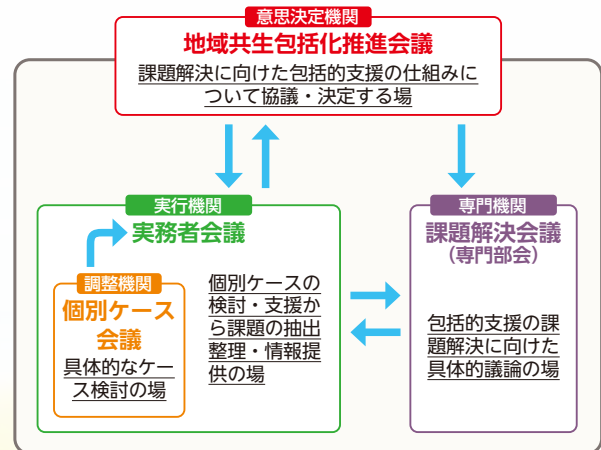 意思決定機関
地域共生包括化推進会議
課題解決に向けた包括的支援の仕組みに
ついて協議・決定する場
実行機関
実務者会議
調整機関
個別ケース
会議
具体的なケー
ス検討の場
個別ケースの
検討・支援か
ら課題の抽出
整理・情報提
供の場
専門機関
課題解決会議
(専門部会)
包括的支援の課
題解決に向けた
具体的議論の場